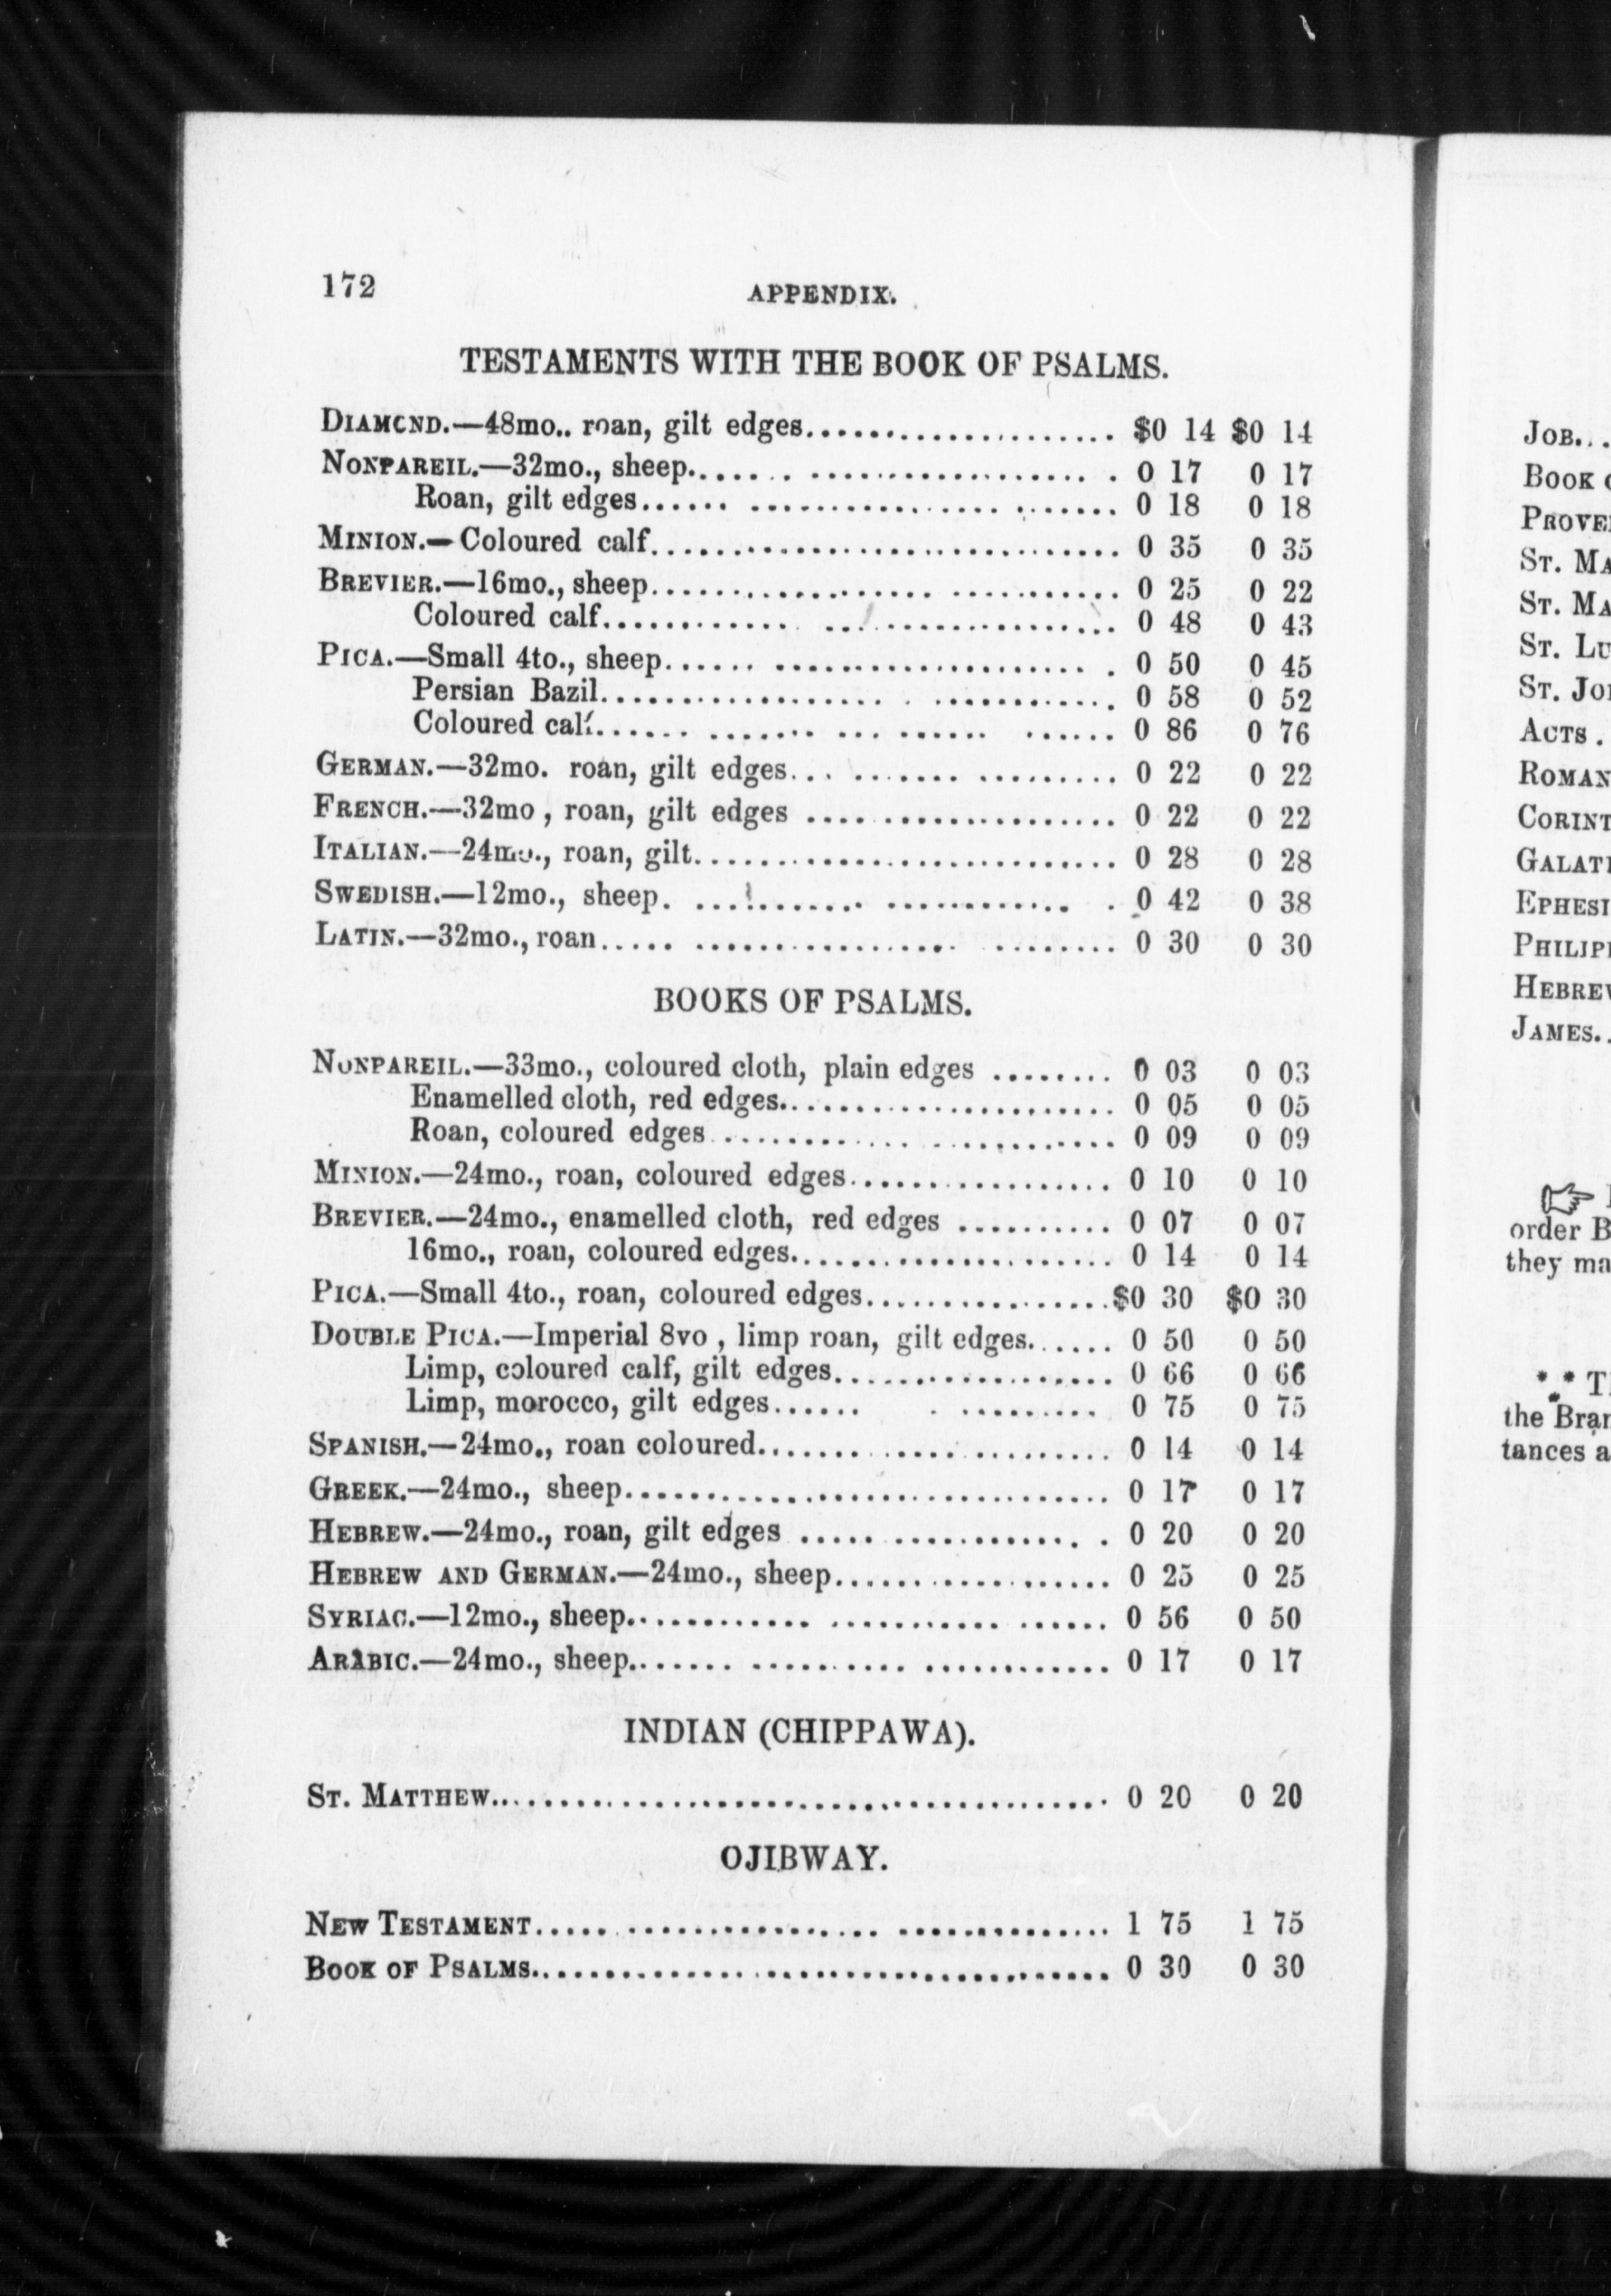 172
APPENDIX.
TESTAMENTS WITH THE BOOK OF PSALMS.
DIAMOND.—48mo.. roan, gilt edges........................ $0 14 $0 14
NONPAREIL.—32mo., sheep........................ 0 17 0 17
Roan, gilt edges........................ 0 18 0 18
MINION.—Coloured calf........................ 0 35 0 35
BREVIER.—16mo., sheep........................ 0 25 0 22
Coloured calf........................ 0 48 0 43
PICA.—Small 4to., sheep........................ 0 50 0 45
Persian Bazil........................ 0 58 0 52
Coloured calf........................ 0 86 0 76
GERMAN.—32mo. roan, gilt edges........................ 0 22 0 22
FRENCH.—32mo , roan, gilt edges ........................ 0 22 0 22
ITALIAN.—24mo., roan, gilt........................ 0 28 0 28
SWEDISH.—12mo., sheep........................ 0 42 0 38
LATIN.—32mo., roan........................ 0 30 0 30
BOOKS OF PSALMS.
NONPAREIL.—33mo., coloured cloth, plain edges ........ 0 03 0 03
Enamelled cloth, red edges........................ 0 05 0 05
Roan, coloured edges ........................ 0 09 0 09
MINION.—24mo., roan, coloured edges........................ 0 10 0 10
BREVIER.—24mo., enamelled cloth, red edges .......... 0 07 0 07
16mo., roan, coloured edges........................ 0 14 0 14
PICA.—Small 4to., roan, coloured edges................$0 30 $0 30
DOUBLE PICA.—Imperial 8vo , limp roan, gilt edges....... 0 50 0 50
Limp, coloured calf, gilt edges................... 0 66 0 66
Limp, morocco, gilt edges...... . ......... 0 75 0 75
SPANISH.—24mo., roan coloured........................ 0 14 0 14
GREEK.—24mo., sheep........................ 0 17 0 17
HEBREW.—24mo., roan, gilt edges ........................ 0 20 0 20
HEBREW AND GERMAN.—24mo., sheep................... 0 25 0 25
SYRIAC.—12mo., sheep........................ 0 56 0 50
ARABIC.—24mo., sheep........................ 0 17 0 17
INDIAN (CHIPPAWA).
ST. MATTHEW........................ 0 20 0 20
OJIBWAY.
NEW TESTAMENT........................ 1 75 1 75
BOOK OF PSALMS........................ 0 30 0 30
JOB...
BOOK
ST.
ST.
ST.
ST.
ACTS .
JAMES..
☞
order
they
the
tances